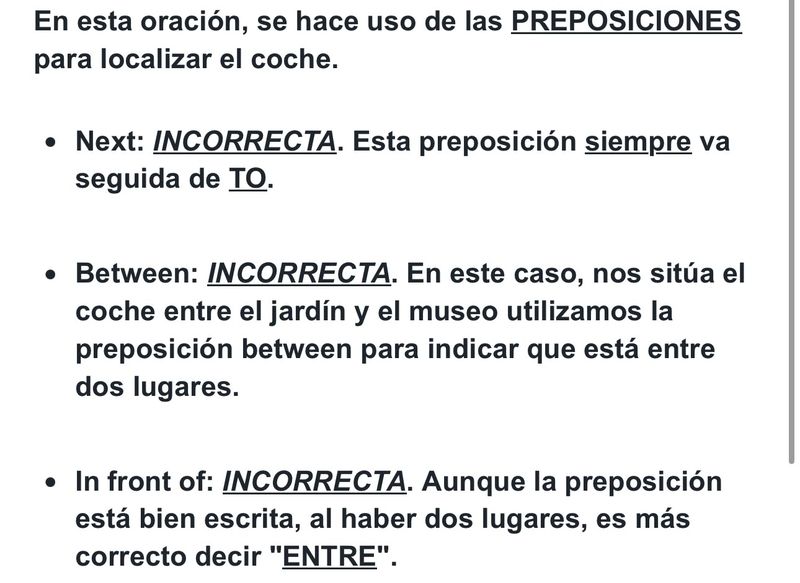 En esta oración, se hace uso de las PREPOSICIONES
para localizar el coche.
• Next: INCORRECTA. Esta preposición siempre va
seguida de TO.
• Between: INCORRECTA. En este caso, nos sitúa el
coche entre el jardín y el museo utilizamos la
preposición between para indicar que está entre
dos lugares.
• In front of: INCORRECTA. Aunque la preposición
está bien escrita, al haber dos lugares, es más
correcto decir "ENTRE".